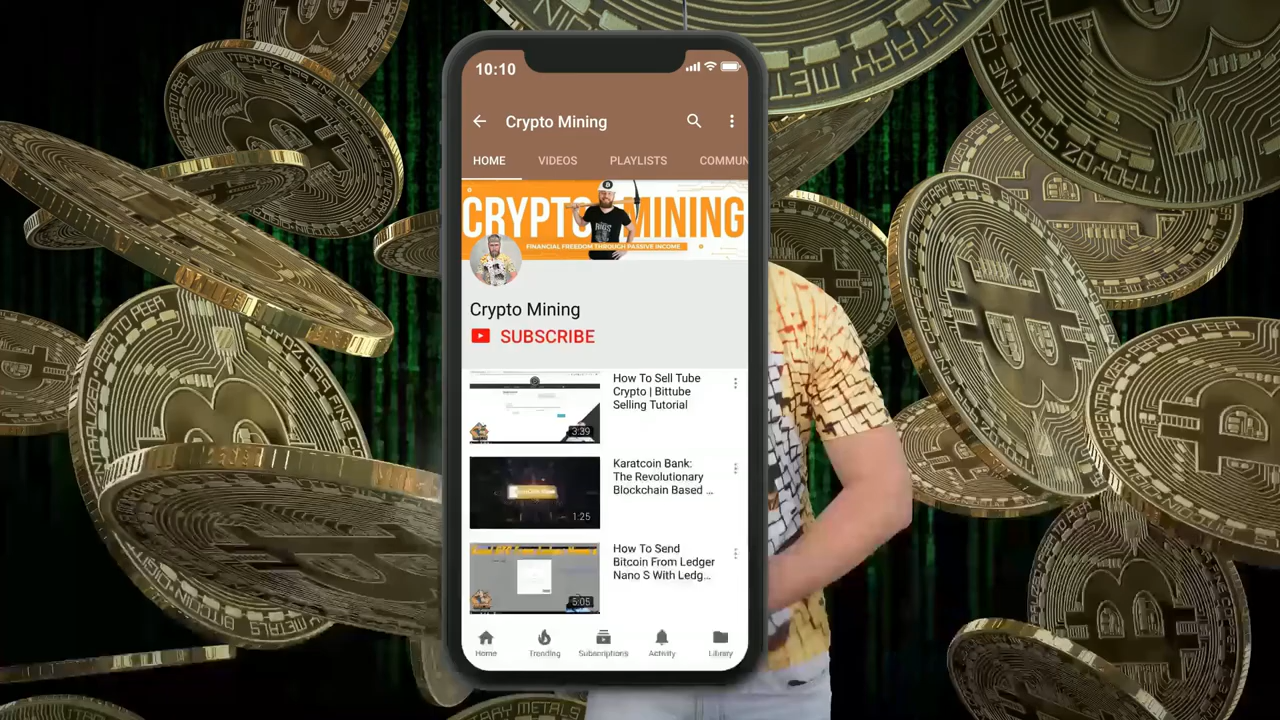 10:10
Crypto Mining
HOME VIDEOS PLAYLISTS COMMUN
CRYPTO MINING
FINANCIAL FREEDOM THROUGH PASSIVE INCOME
Crypto Mining
SUBSCRIBE
How To Sell Tube
Crypto | Bittube
Selling Tutorial
3:39
Karatcoin Bank:
The Revolutionary
Blockchain Based ...
1:25
How To Send
Bitcoin From Ledger
Nano S With Ledg...
5:05
Home Trending Subscriptions Activity Library